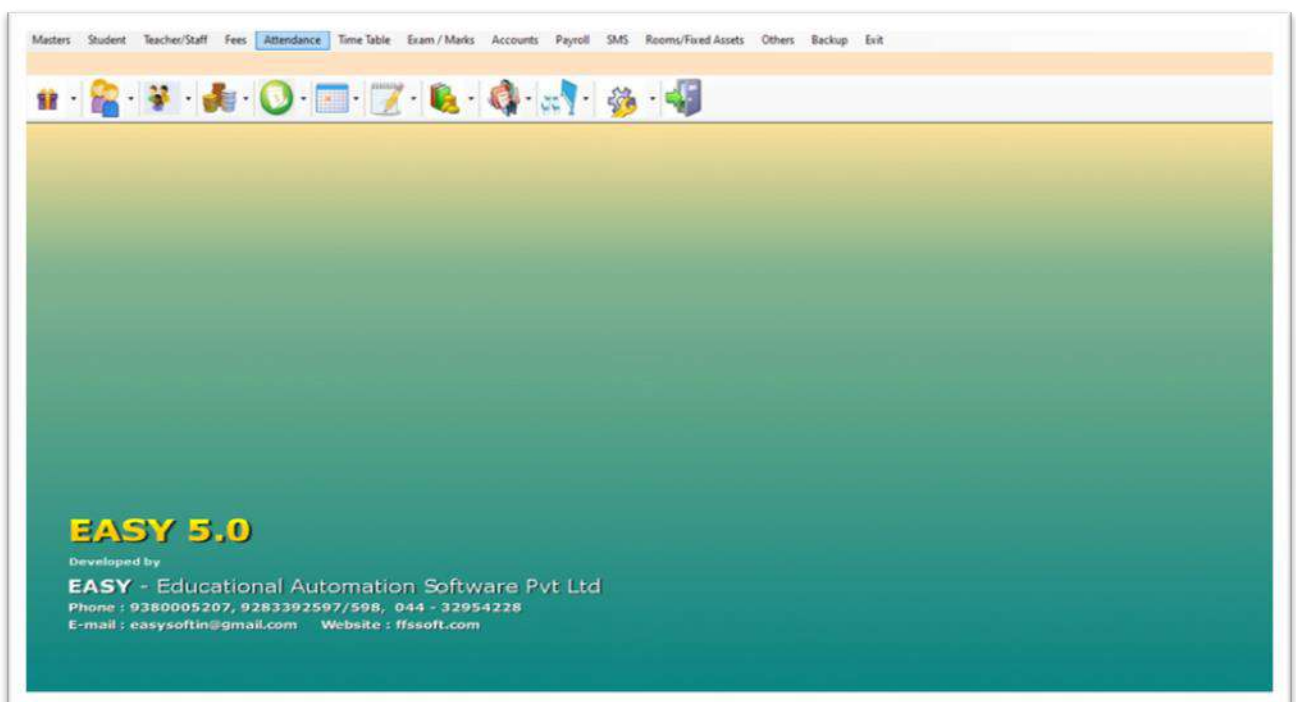 Masters Student Teacher/Staff Fees Attendance Time Table Exam / Marks Accounts Payroll SMS Rooms/Fixed Assets Others Backup Exit
EASY 5.0
Developed by
EASY - Educational Automation Software Pvt Ltd
Phone : 9380005207, 9283392597/598, 044 - 32954228
E-mail : easysoftin@gmail.com Website : ffssoft.com